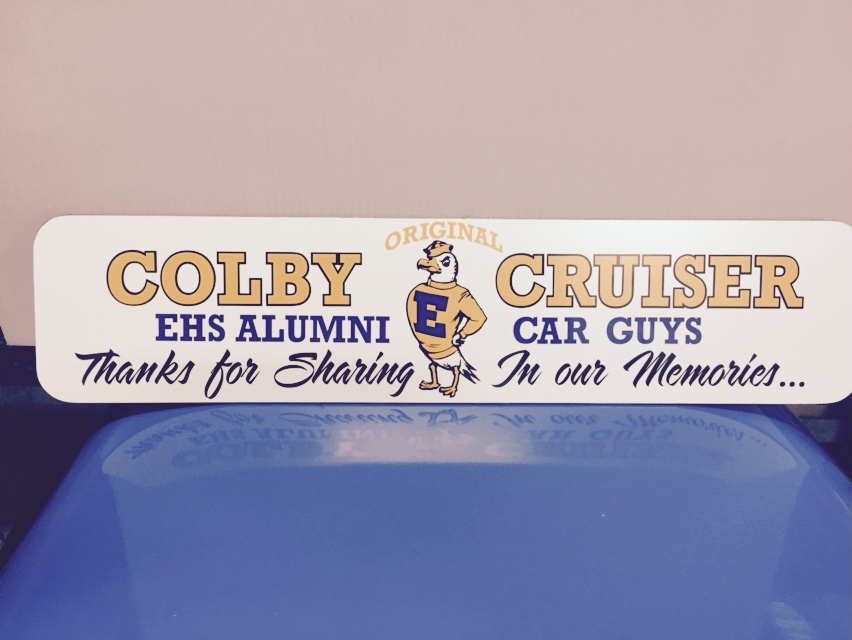 ORIGINAL
COLBY CRUISER
E
EHS ALUMNI CAR GUYS
Thanks for Sharing In our Memories...